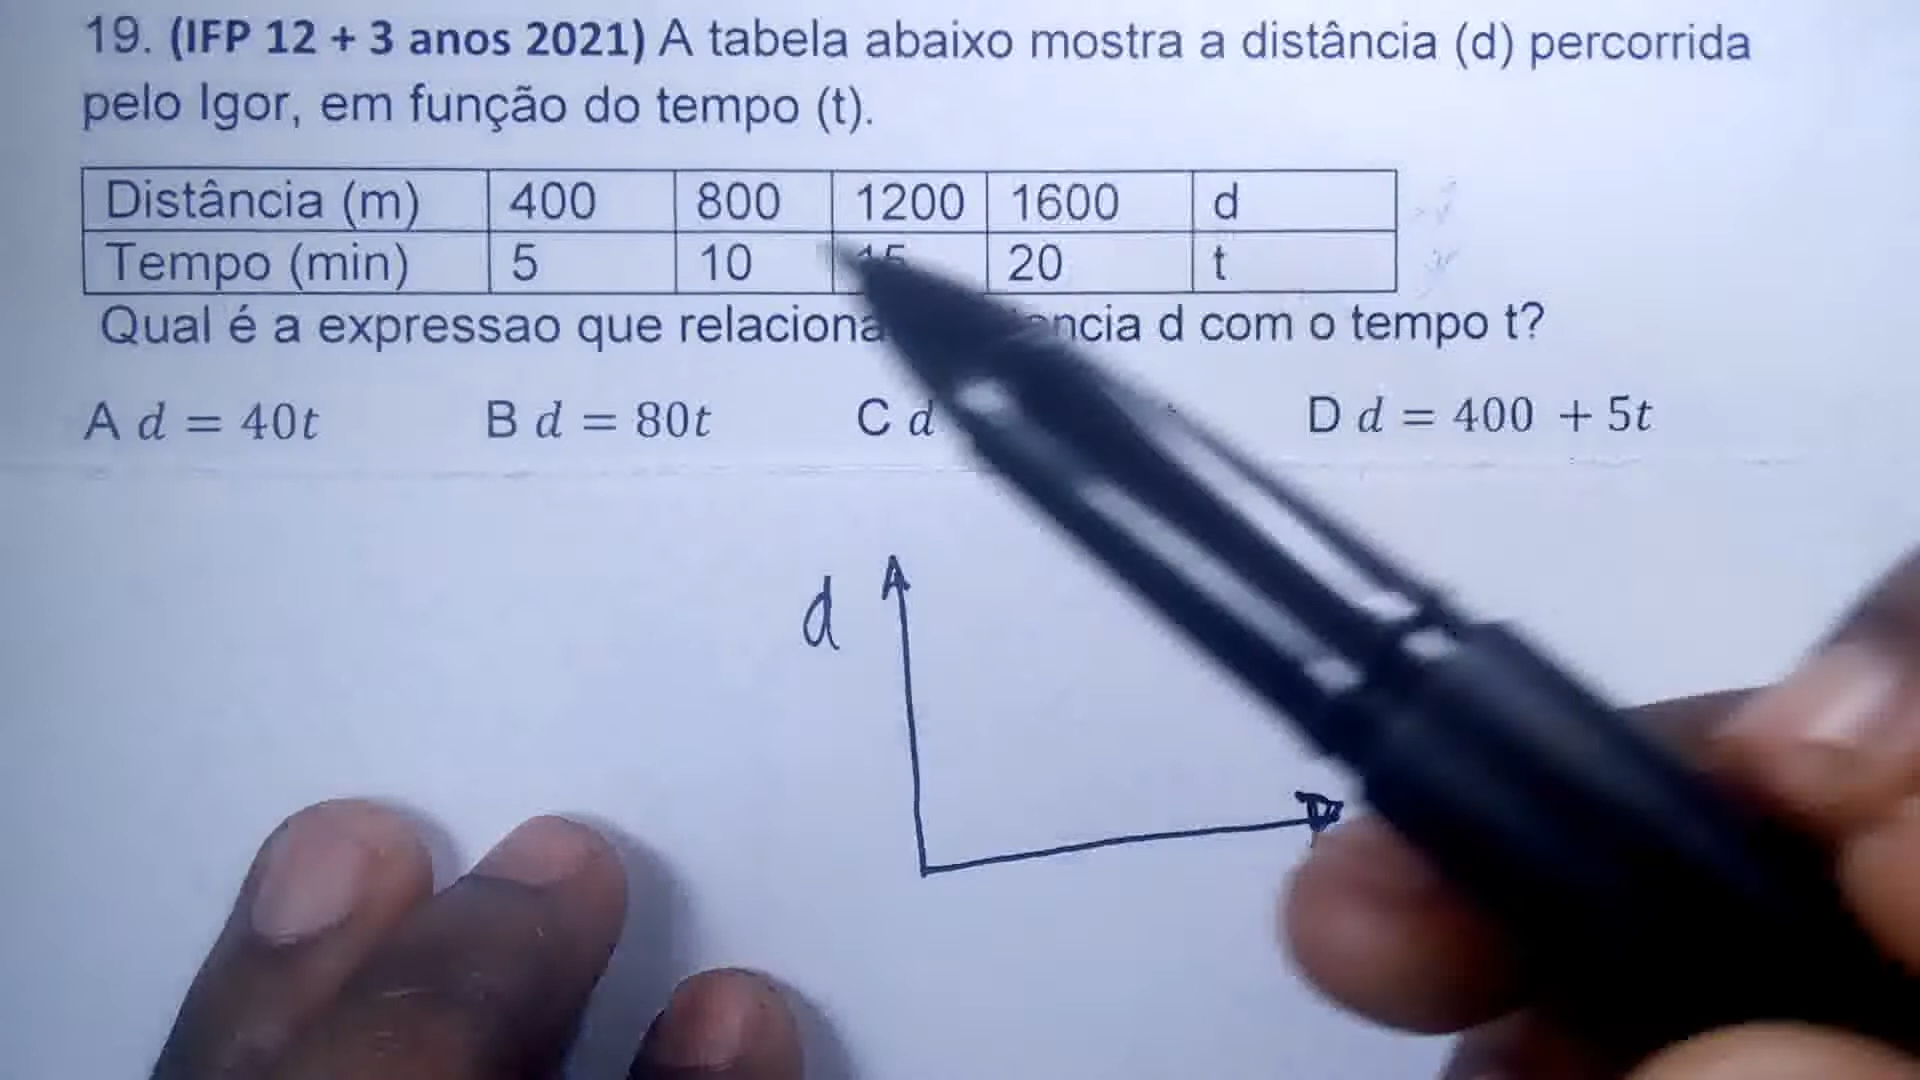 19. (IFP 12 + 3 anos 2021) A tabela abaixo mostra a distância (d) percorrida
pelo Igor, em função do tempo (t).
Distância (m) 400 800 1200 1600 d
Tempo (min) 5 10 15 20 t
Qual é a expressao que relaciona d com o tempo t?
A d = 40t B d = 80t C d D d = 400 + 5t
d